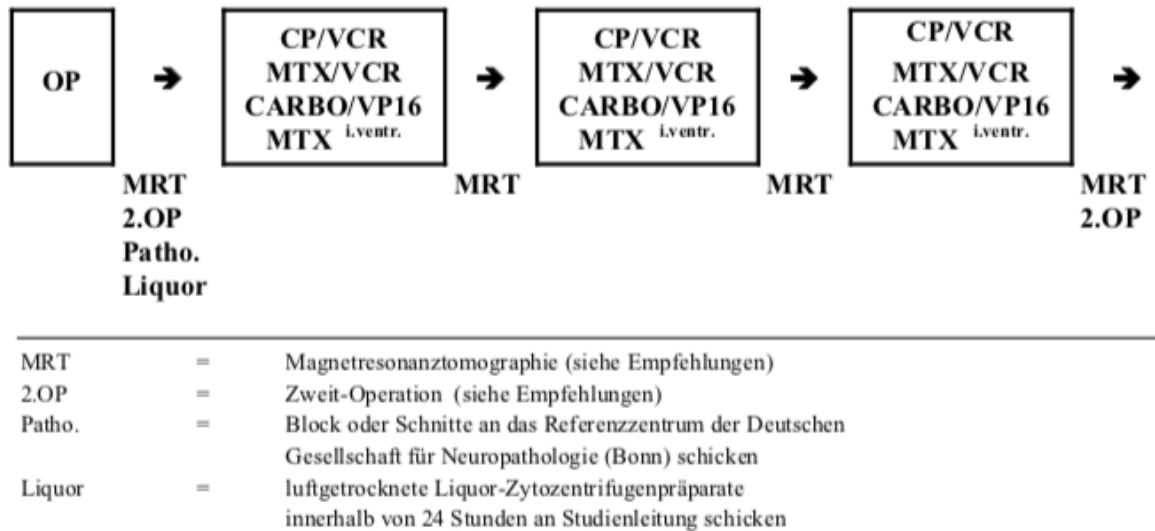 OP
➔
CP/VCR
MTX/VCR
CARBO/VP16
MTX i.ventr.
➔
CP/VCR
MTX/VCR
CARBO/VP16
MTX i.ventr.
➔
CP/VCR
MTX/VCR
CARBO/VP16
MTX i.ventr.
➔
MRT
2.OP
Patho.
Liquor
MRT
MRT
MRT
2.OP
MRT = Magnetresonanztomographie (siehe Empfehlungen)
2.OP = Zweit-Operation (siehe Empfehlungen)
Patho. = Block oder Schnitte an das Referenzzentrum der Deutschen
Gesellschaft für Neuropathologie (Bonn) schicken
Liquor = luftgetrocknete Liquor-Zytozentrifugenpräparate
innerhalb von 24 Stunden an Studienleitung schicken